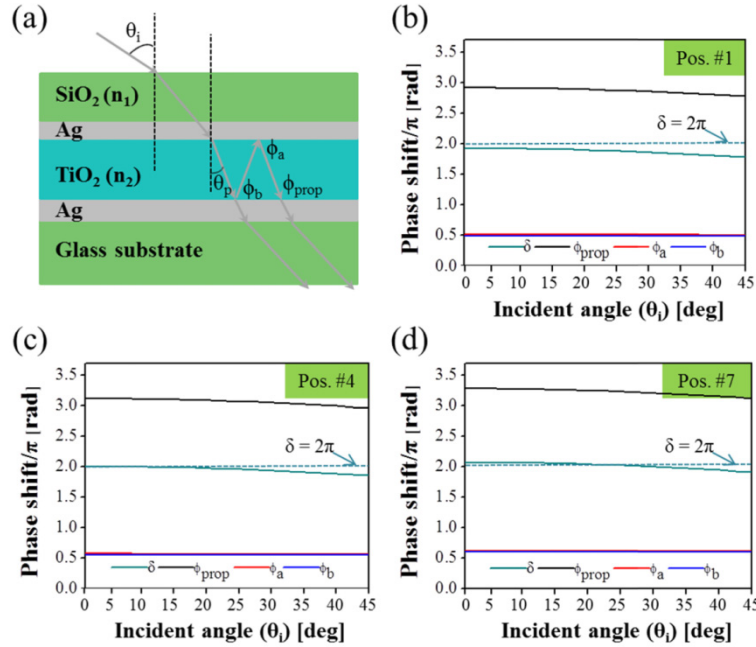 (a)
θi
SiO2 (n1)
Ag
TiO2 (n2)
ϕa
θp
ϕb
ϕprop
Ag
Glass substrate
(b)
Pos. #1
3.5
3.0
2.5
2.0
1.5
1.0
0.5
0.0
Phase shift/π [rad]
δ = 2π
δ ϕprop ϕa ϕb
0 5 10 15 20 25 30 35 40 45
Incident angle (θi) [deg]
(c)
Pos. #4
3.5
3.0
2.5
2.0
1.5
1.0
0.5
0.0
Phase shift/π [rad]
δ = 2π
δ ϕprop ϕa ϕb
0 5 10 15 20 25 30 35 40 45
Incident angle (θi) [deg]
(d)
Pos. #7
3.5
3.0
2.5
2.0
1.5
1.0
0.5
0.0
Phase shift/π [rad]
δ = 2π
δ ϕprop ϕa ϕb
0 5 10 15 20 25 30 35 40 45
Incident angle (θi) [deg]